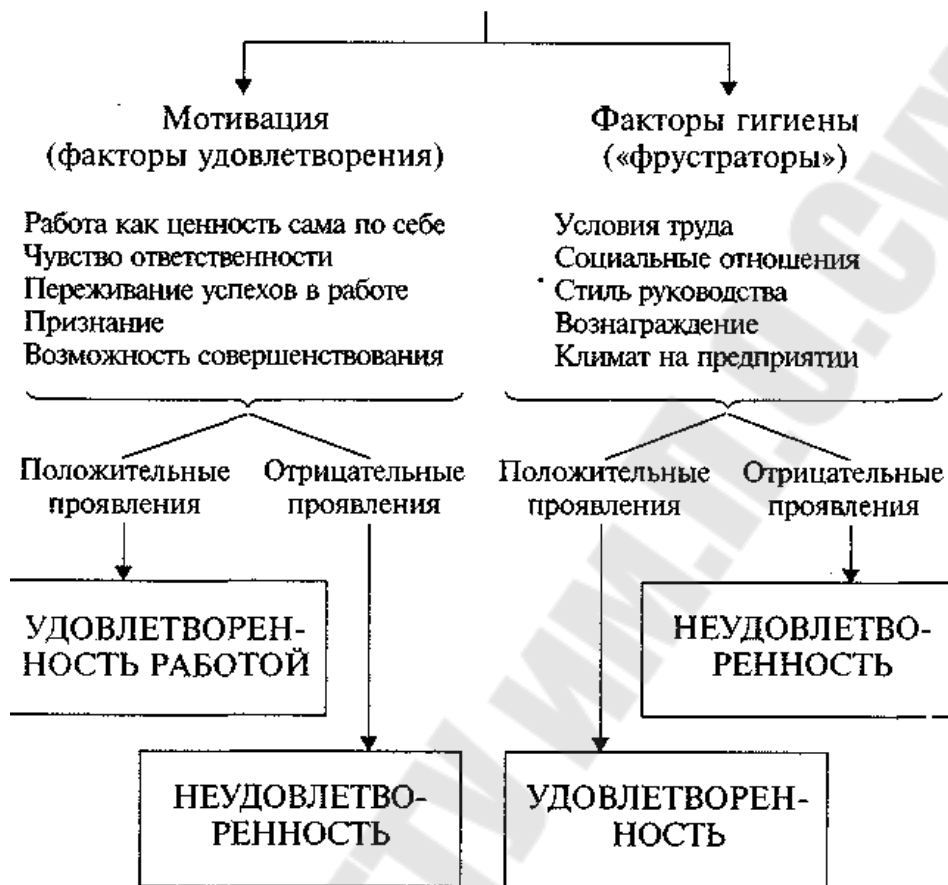 Мотивация
(факторы удовлетворения)
Работа как ценность сама по себе
Чувство ответственности
Переживание успехов в работе
Признание
Возможность совершенствования
Факторы гигиены
(«фрустраторы»)
Условия труда
Социальные отношения
Стиль руководства
Вознаграждение
Климат на предприятии
Положительные
проявления
Отрицательные
проявления
Положительные
проявления
Отрицательные
проявления
УДОВЛЕТВОРЕН-
НОСТЬ РАБОТОЙ
НЕУДОВЛЕТВО-
РЕННОСТЬ
УДОВЛЕТВОРЕН-
НОСТЬ
НЕУДОВЛЕТВО-
РЕННОСТЬ
ГТУ ИМ.П.О.